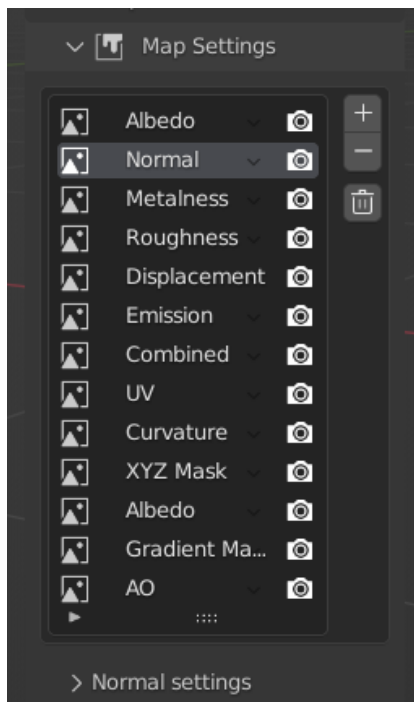 Map Settings
Albedo
Normal
Metalness
Roughness
Displacement
Emission
Combined
UV
Curvature
XYZ Mask
Albedo
Gradient Ma...
AO
Normal settings